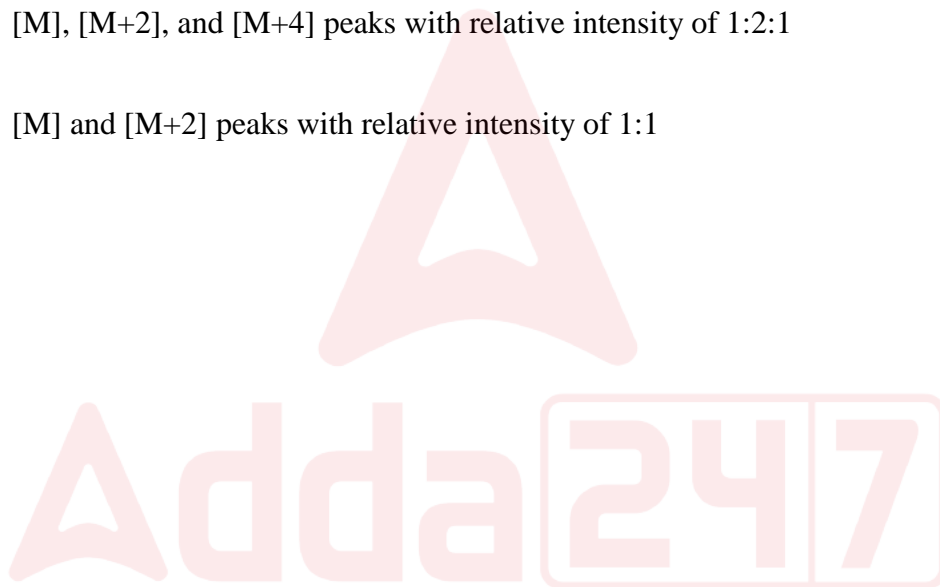 [M], [M+2], and [M+4] peaks with relative intensity of 1:2:1
[M] and [M+2] peaks with relative intensity of 1:1
Adda247